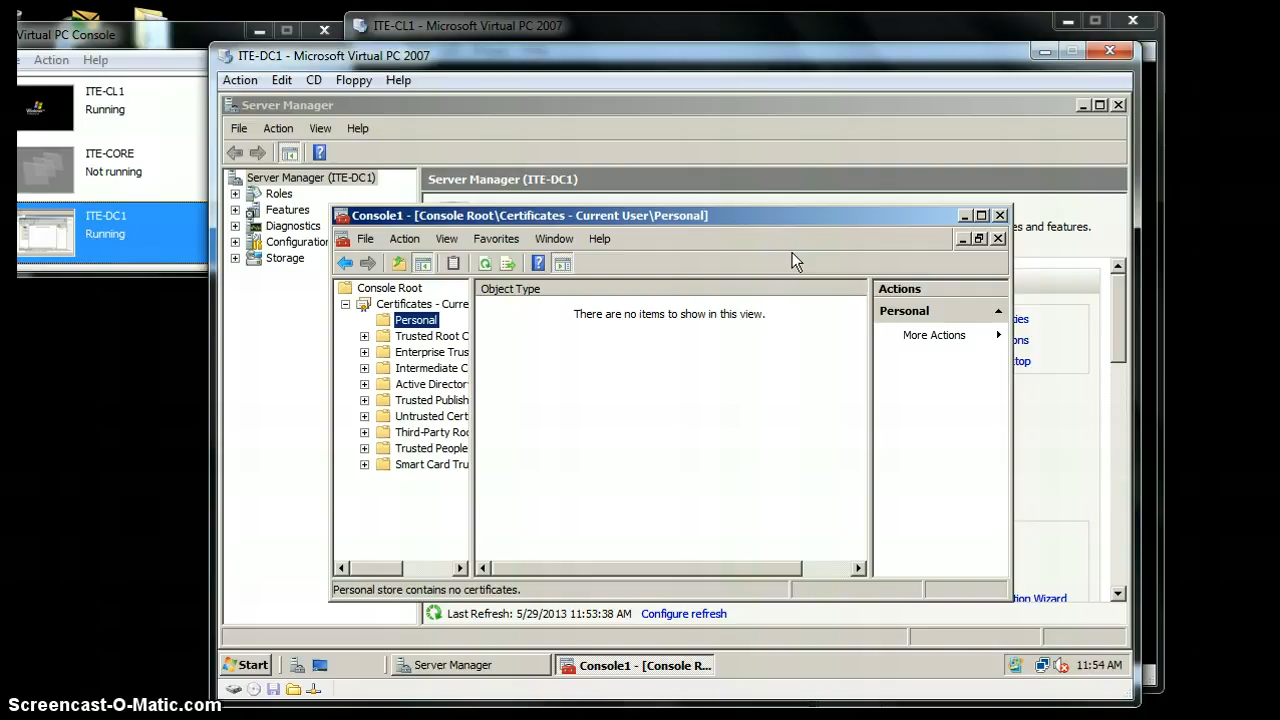 ITE-CL1 - Microsoft Virtual PC 2007
Virtual PC Console
ITE-DC1 - Microsoft Virtual PC 2007
Action Help
Action Edit CD Floppy Help
ITE-CL1
Running
ITE-CORE
Not running
ITE-DC1
Running
Server Manager
File Action View Help
Server Manager (ITE-DC1)
Roles
Features
Diagnostics
Configuration
Storage
Server Manager (ITE-DC1)
s and features.
Console1 - [Console Root\Certificates - Current User\Personal]
File Action View Favorites Window Help
Console Root
Certificates - Curre
Personal
Trusted Root C
Enterprise Trus
Intermediate C
Active Director
Trusted Publish
Untrusted Cert
Third-Party Roo
Trusted People
Smart Card Tru
Object Type
There are no items to show in this view.
Actions
Personal
More Actions
ties
ons
top
Personal store contains no certificates.
tion Wizard
Last Refresh: 5/29/2013 11:53:38 AM Configure refresh
Start Server Manager Console1 - [Console R... 11:54 AM
Screencast-O-Matic.com